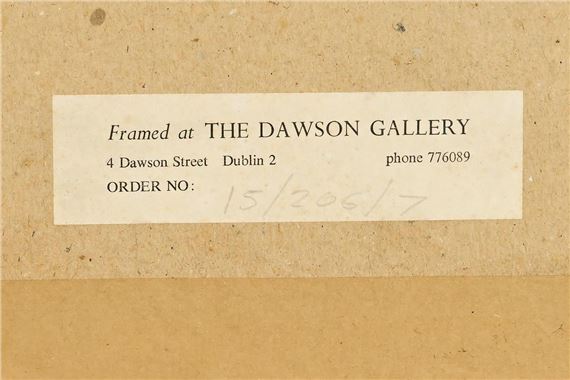 Framed at THE DAWSON GALLERY
4 Dawson Street Dublin 2 phone 776089
ORDER NO: 15/206/7